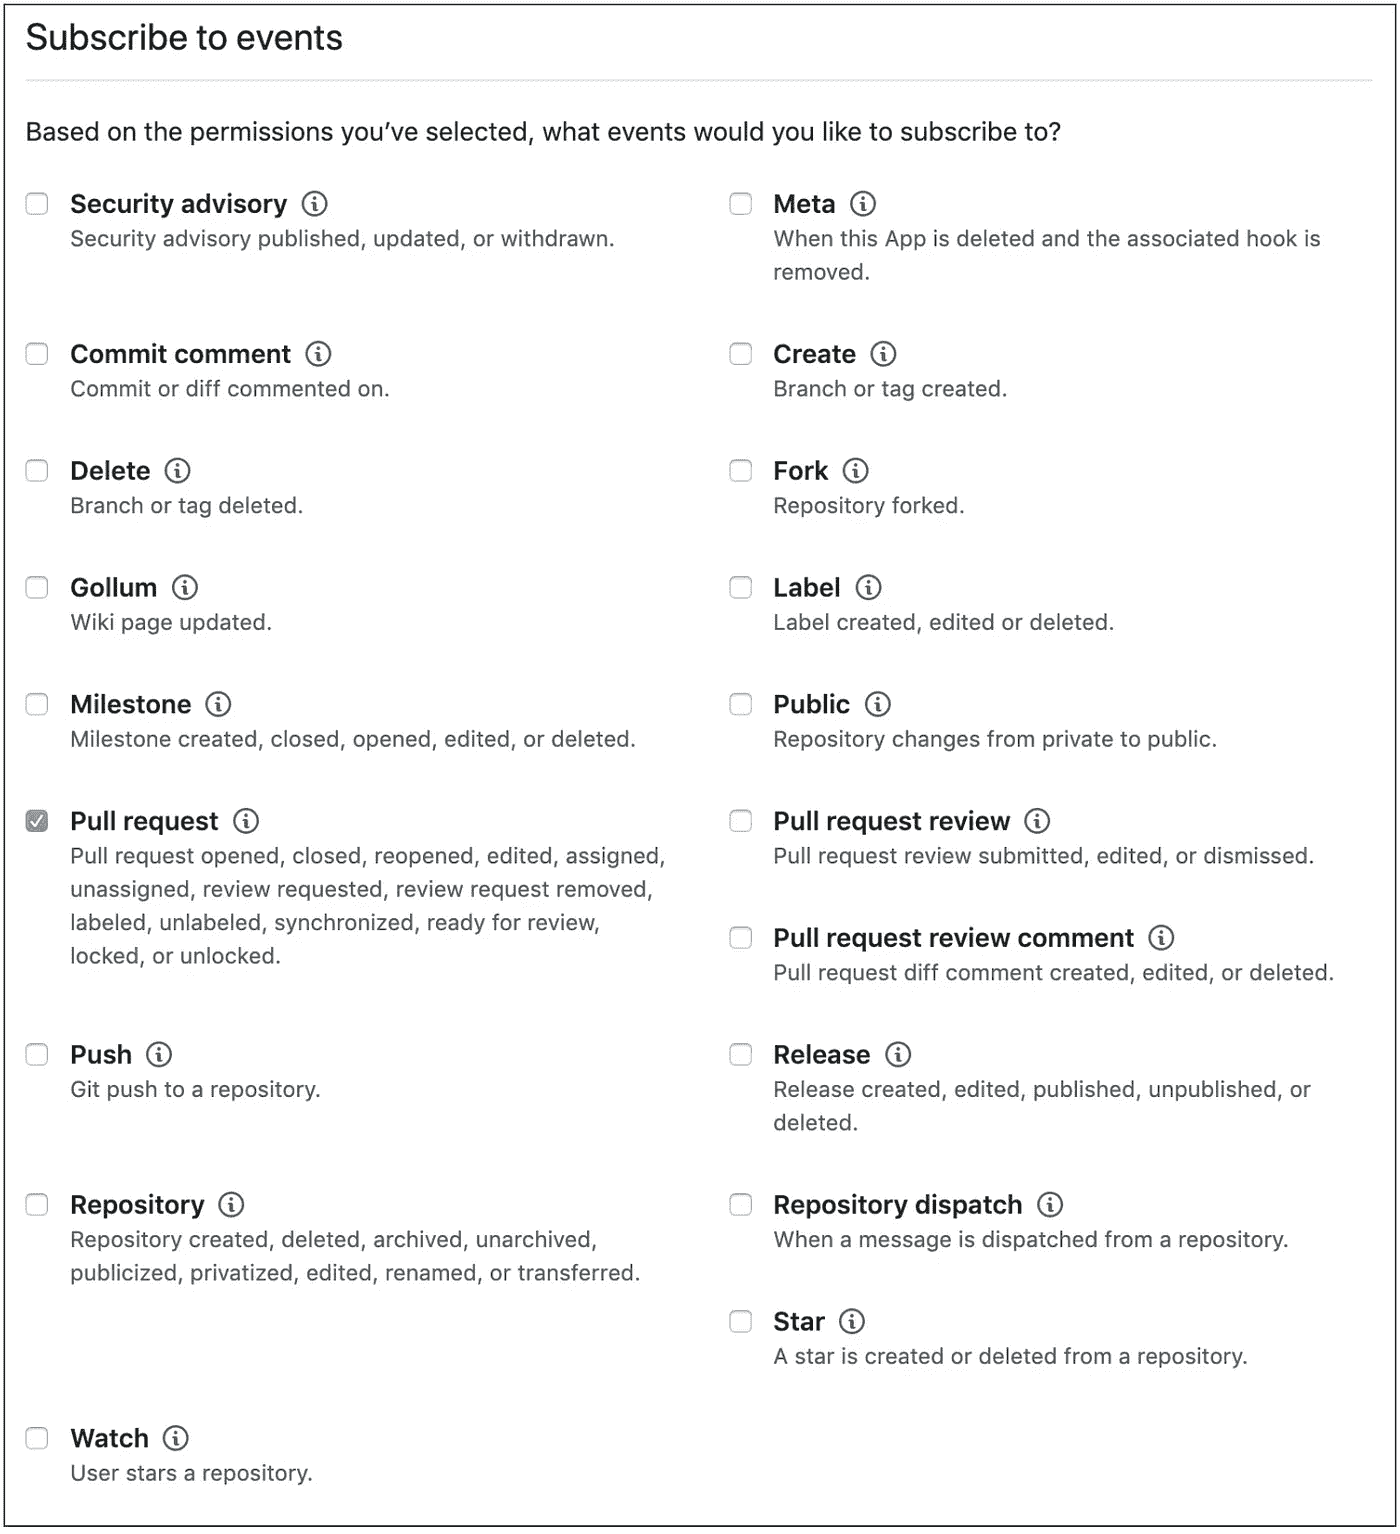 Subscribe to events
Based on the permissions you've selected, what events would you like to subscribe to?
Security advisory
Security advisory published, updated, or withdrawn.
Meta
When this App is deleted and the associated hook is
removed.
Commit comment
Commit or diff commented on.
Create
Branch or tag created.
Delete
Branch or tag deleted.
Fork
Repository forked.
Gollum
Wiki page updated.
Label
Label created, edited or deleted.
Milestone
Milestone created, closed, opened, edited, or deleted.
Public
Repository changes from private to public.
Pull request
Pull request opened, closed, reopened, edited, assigned,
unassigned, review requested, review request removed,
labeled, unlabeled, synchronized, ready for review,
locked, or unlocked.
Pull request review
Pull request review submitted, edited, or dismissed.
Pull request review comment
Pull request diff comment created, edited, or deleted.
Push
Git push to a repository.
Release
Release created, edited, published, unpublished, or
deleted.
Repository
Repository created, deleted, archived, unarchived,
publicized, privatized, edited, renamed, or transferred.
Repository dispatch
When a message is dispatched from a repository.
Star
A star is created or deleted from a repository.
Watch
User stars a repository.